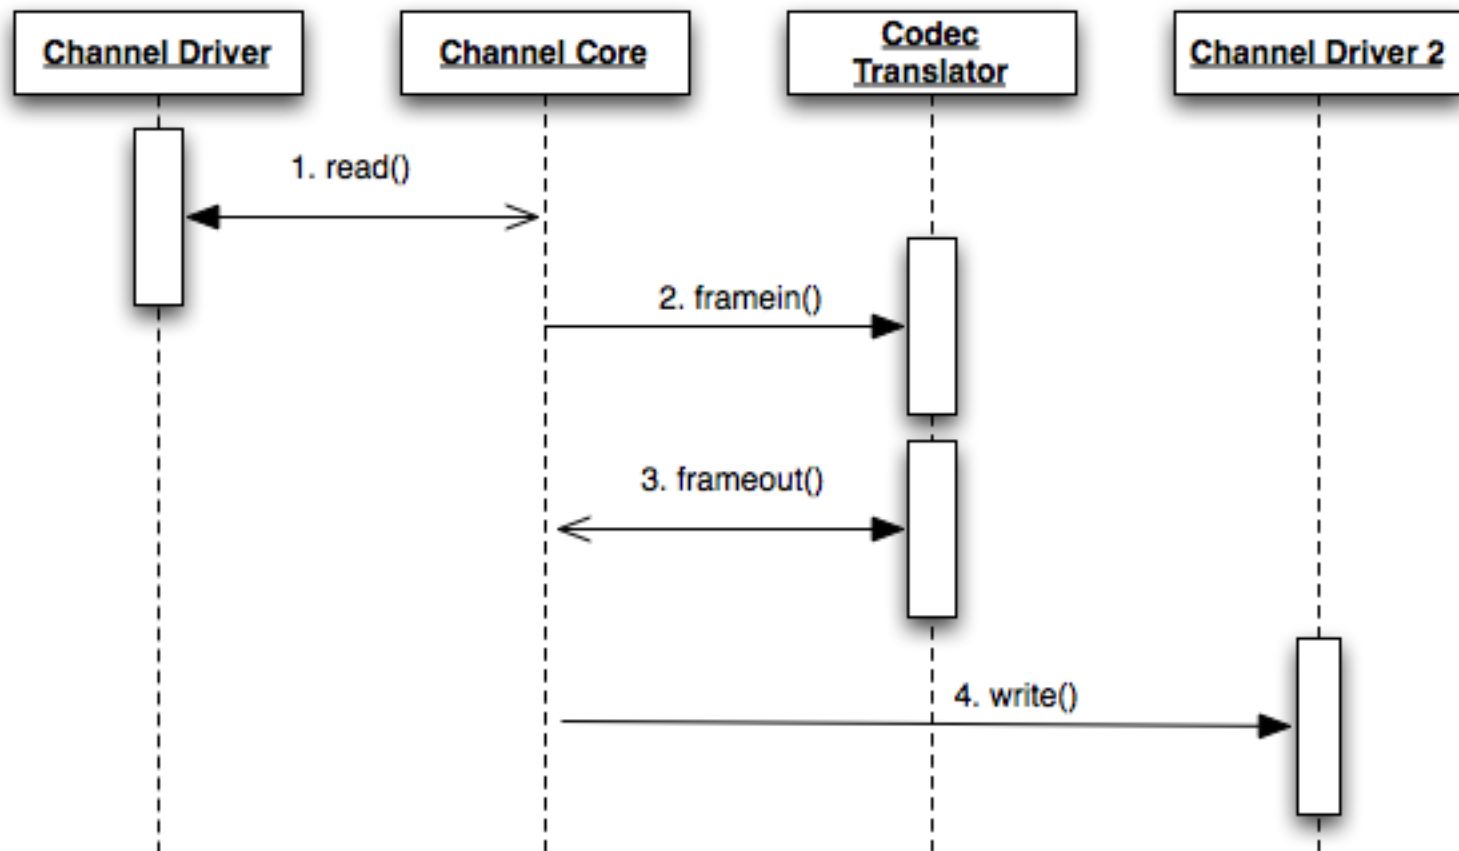 Channel Driver
Channel Core
Codec
Translator
Channel Driver 2
1. read()
2. framein()
3. frameout()
4. write()